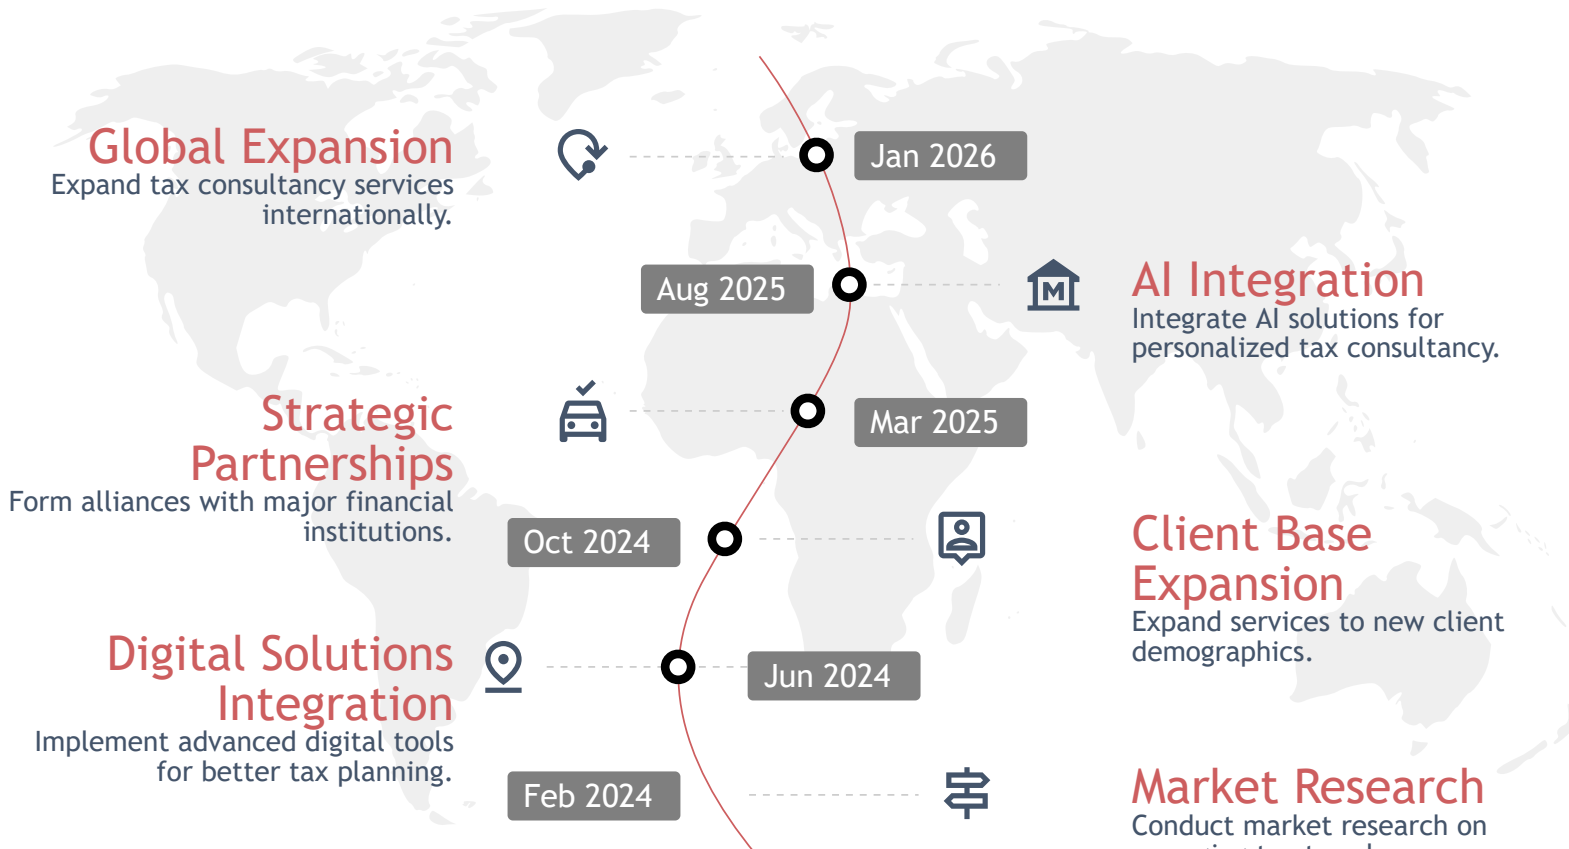 Global Expansion
Expand tax consultancy services
internationally.
Jan 2026
Aug 2025
AI Integration
Integrate AI solutions for
personalized tax consultancy.
Strategic
Partnerships
Form alliances with major financial
institutions.
Mar 2025
Oct 2024
Client Base
Expansion
Expand services to new client
demographics.
Digital Solutions
Integration
Implement advanced digital tools
for better tax planning.
Jun 2024
Feb 2024
Market Research
Conduct market research on